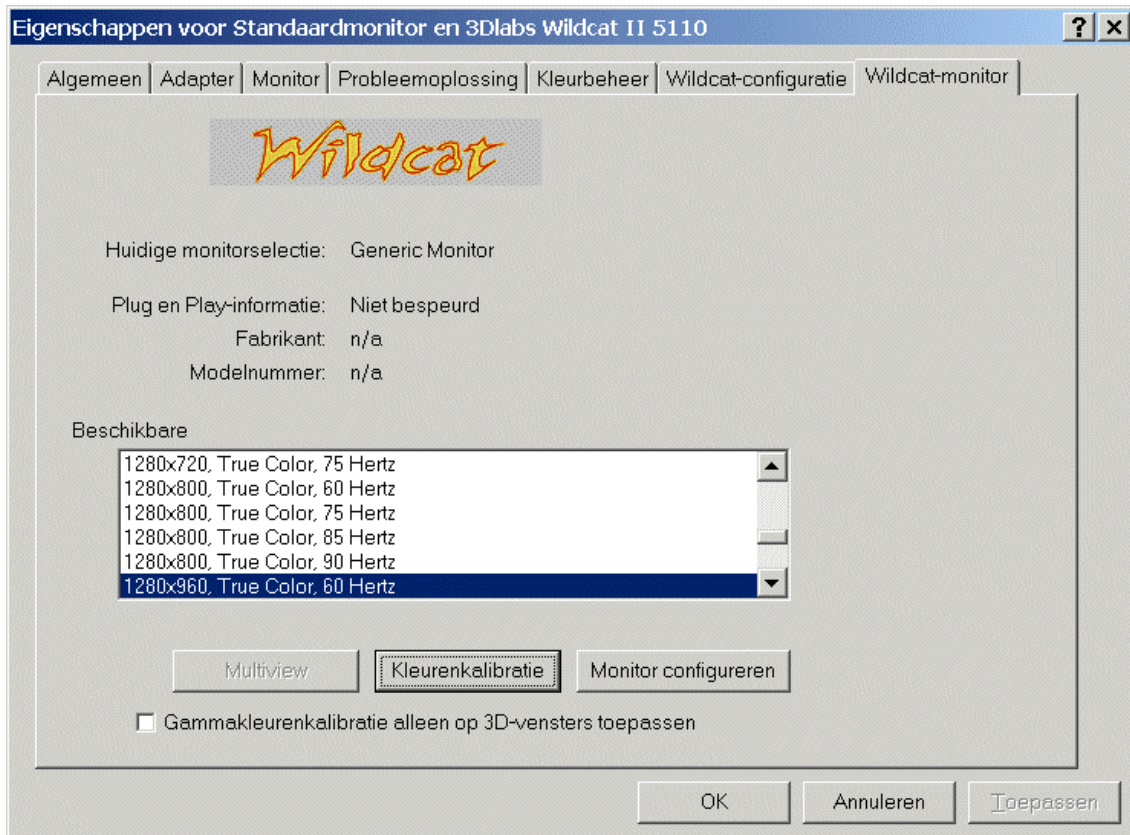 Eigenschappen voor Standaardmonitor en 3Dlabs Wildcat II 5110
Algemeen Adapter Monitor Probleemoplossing Kleurbeheer Wildcat-configuratie Wildcat-monitor
Wildcat
Huidige monitorselectie: Generic Monitor
Plug en Play-informatie: Niet bespeurd
Fabrikant: n/a
Modelnummer: n/a
Beschikbare
1280x720, True Color, 75 Hertz
1280x800, True Color, 60 Hertz
1280x800, True Color, 75 Hertz
1280x800, True Color, 85 Hertz
1280x800, True Color, 90 Hertz
1280x960, True Color, 60 Hertz
Multiview Kleurenkalibratie Monitor configureren
Gammakleurenkalibratie alleen op 3D-vensters toepassen
OK Annuleren Toepassen